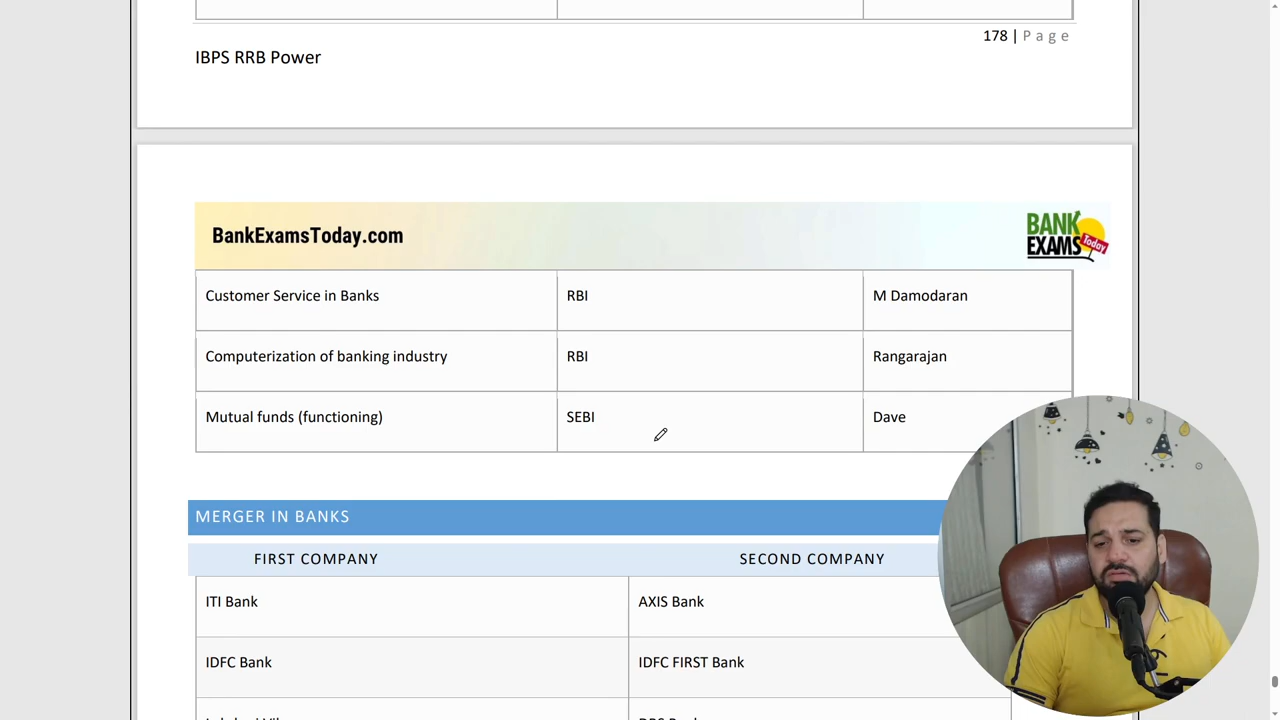 178 | Page
IBPS RRB Power
BankExamsToday.com
BANK
EXAMS Today
Customer Service in Banks RBI M Damodaran
Computerization of banking industry RBI Rangarajan
Mutual funds (functioning) SEBI Dave
MERGER IN BANKS
FIRST COMPANY SECOND COMPANY
ITI Bank AXIS Bank
IDFC Bank IDFC FIRST Bank